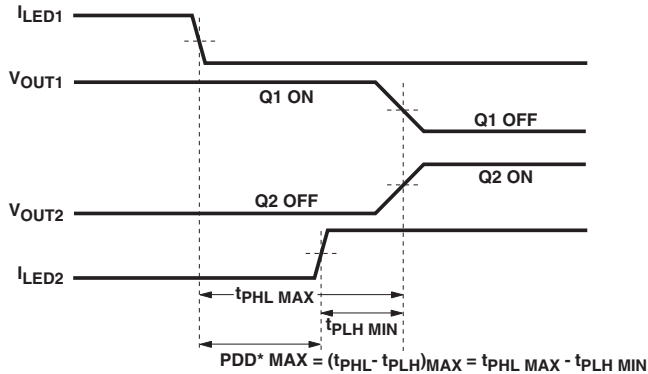 ILED1
VOUT1
Q1 ON
Q1 OFF
Q2 ON
Q2 OFF
VOUT2
ILED2
tPHL MAX
tPLH MIN
PDD* MAX = (tPHL- tPLH)MAX = tPHL MAX - tPLH MIN